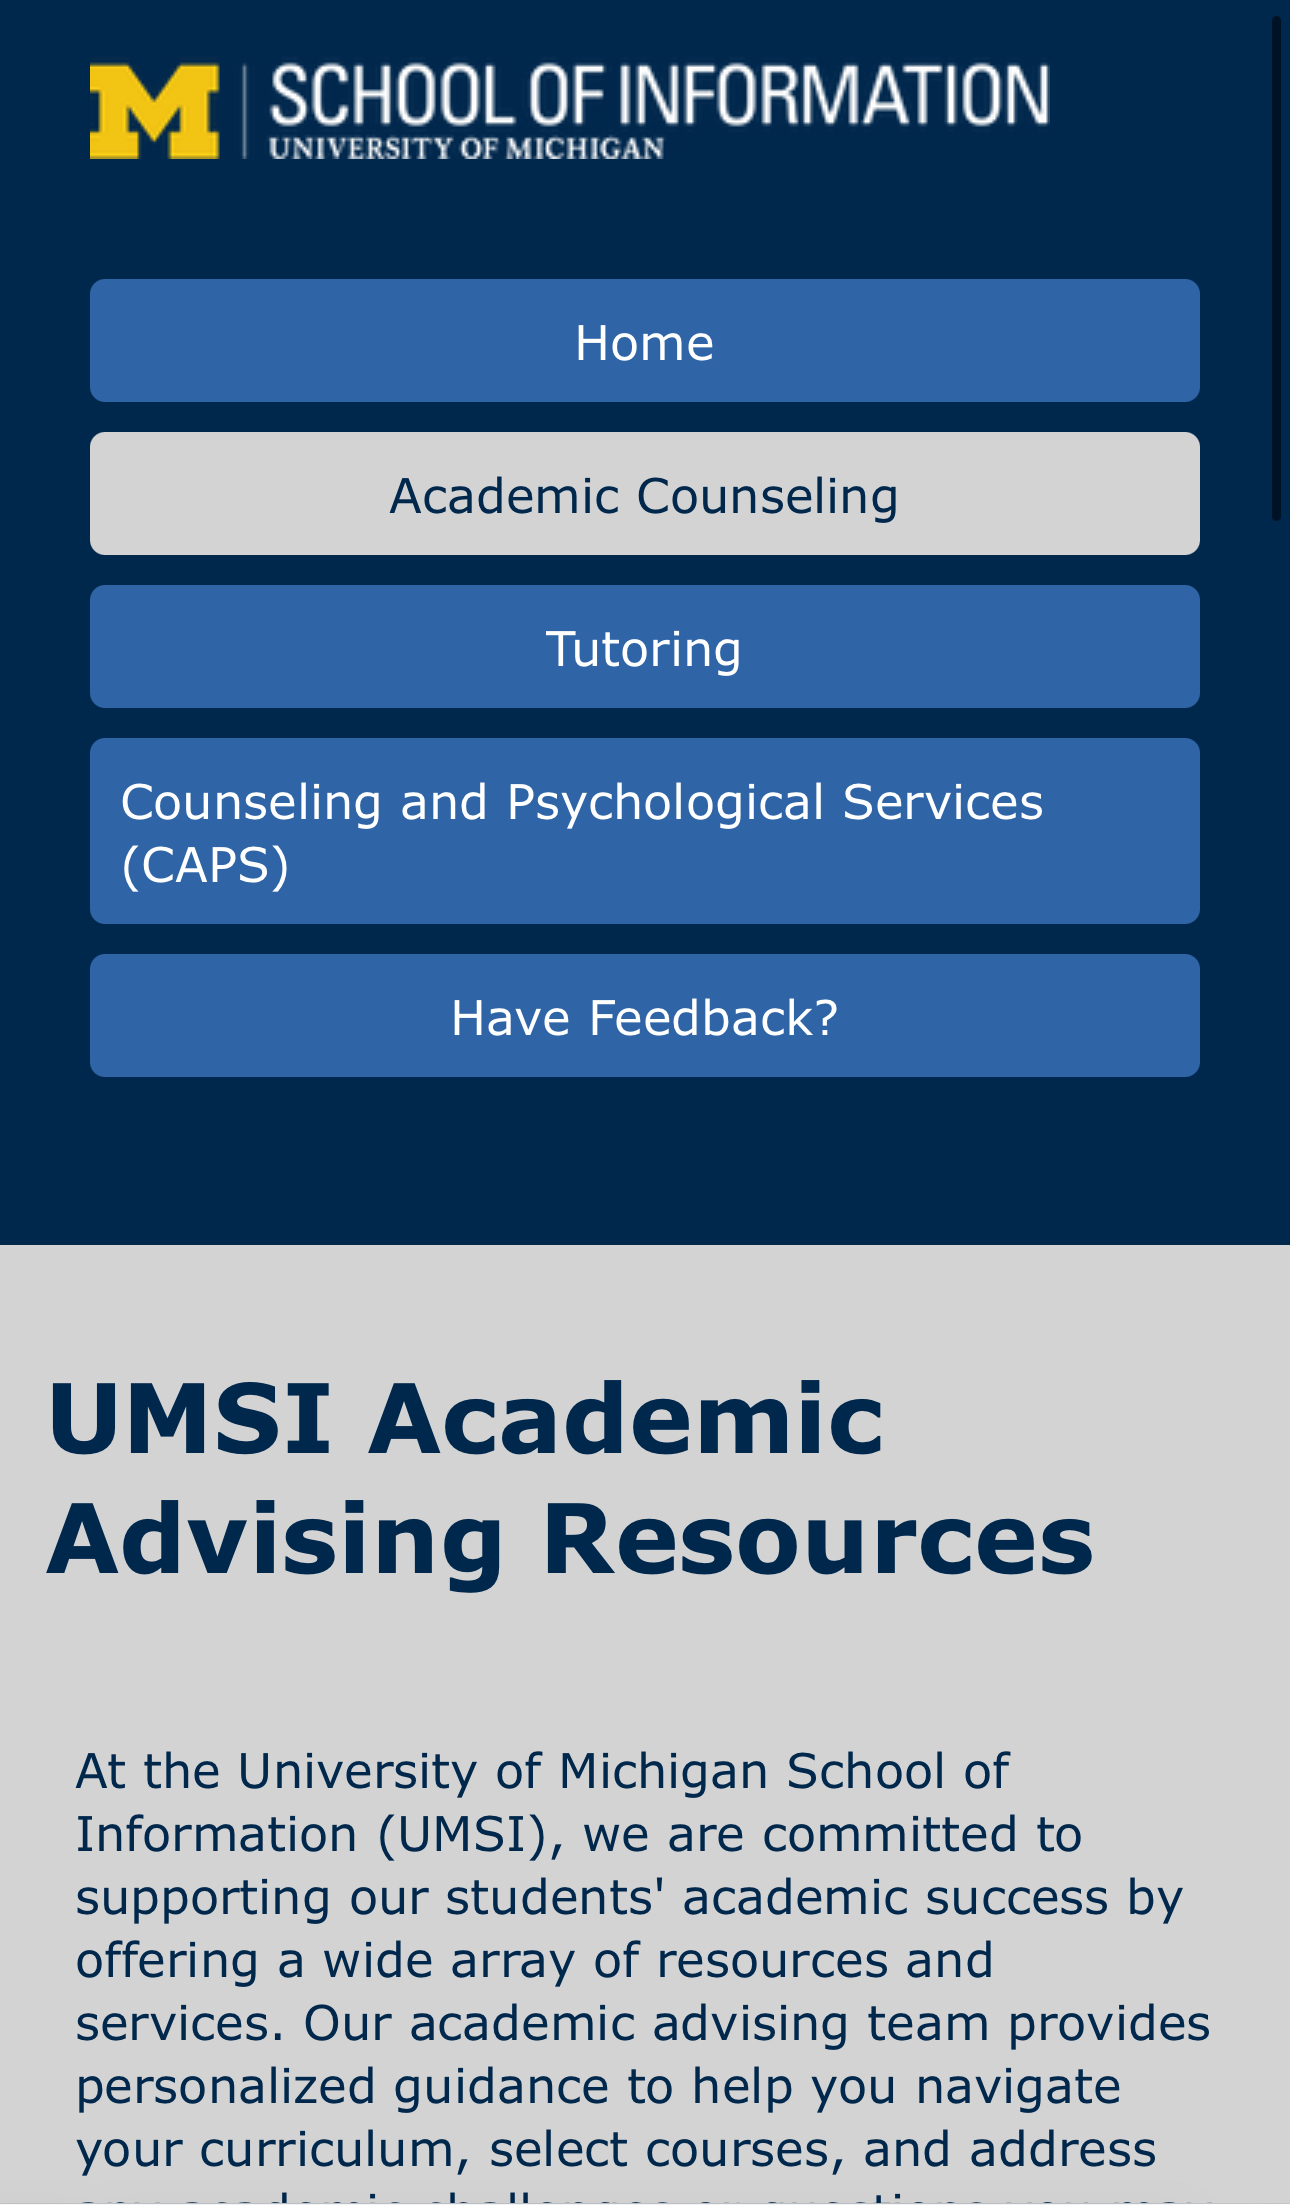 M
SCHOOL OF INFORMATION
UNIVERSITY OF MICHIGAN
Home
Academic Counseling
Tutoring
Counseling and Psychological Services
(CAPS)
Have Feedback?
UMSI Academic
Advising Resources
At the University of Michigan School of
Information (UMSI), we are committed to
supporting our students' academic success by
offering a wide array of resources and
services. Our academic advising team provides
personalized guidance to help you navigate
your curriculum, select courses, and address